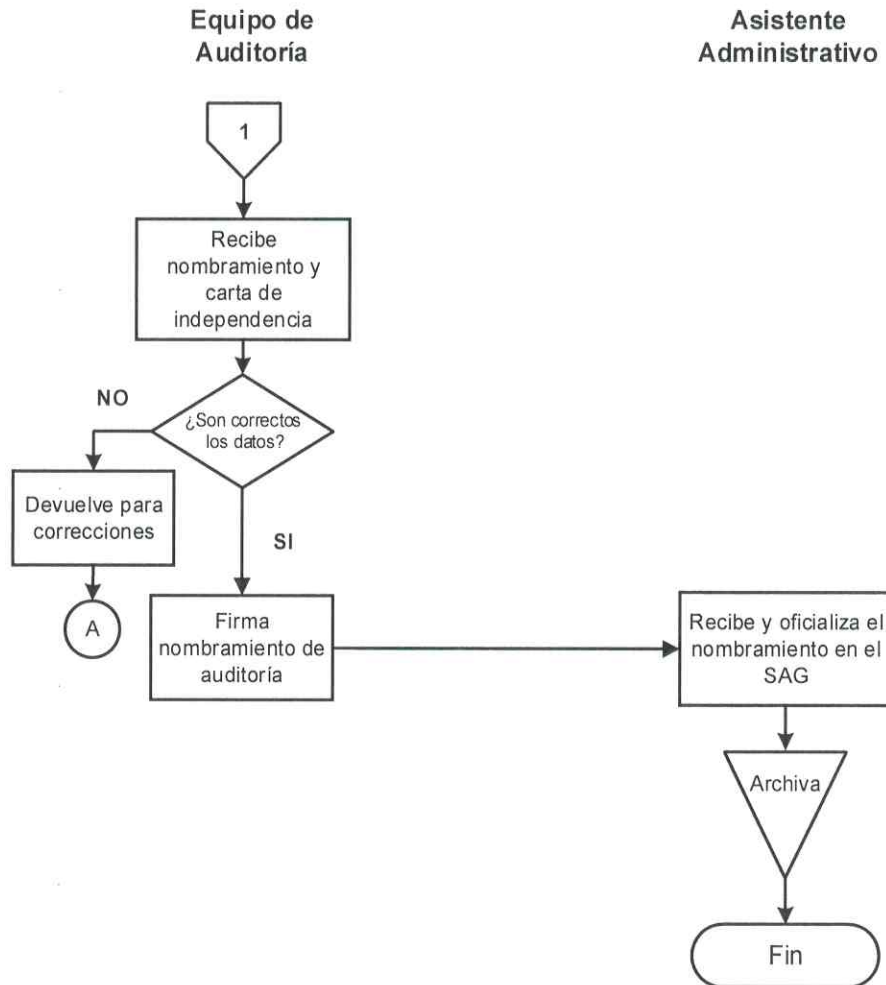 Equipo de
Auditoría
Asistente
Administrativo
1
Recibe
nombramiento y
carta de
independencia
NO
¿Son correctos
los datos?
Devuelve para
correcciones
SI
A
Firma
nombramiento de
auditoría
Recibe y oficializa el
nombramiento en el
SAG
Archiva
Fin